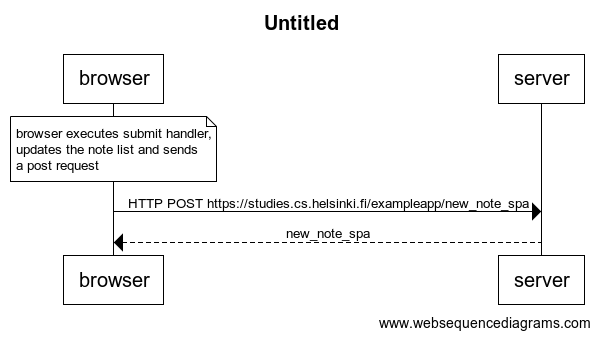 Untitled
browser
server
browser executes submit handler,
updates the note list and sends
a post request
HTTP POST https://studies.cs.helsinki.fi/exampleapp/new_note_spa
new_note_spa
browser
server
www.websequencediagrams.com